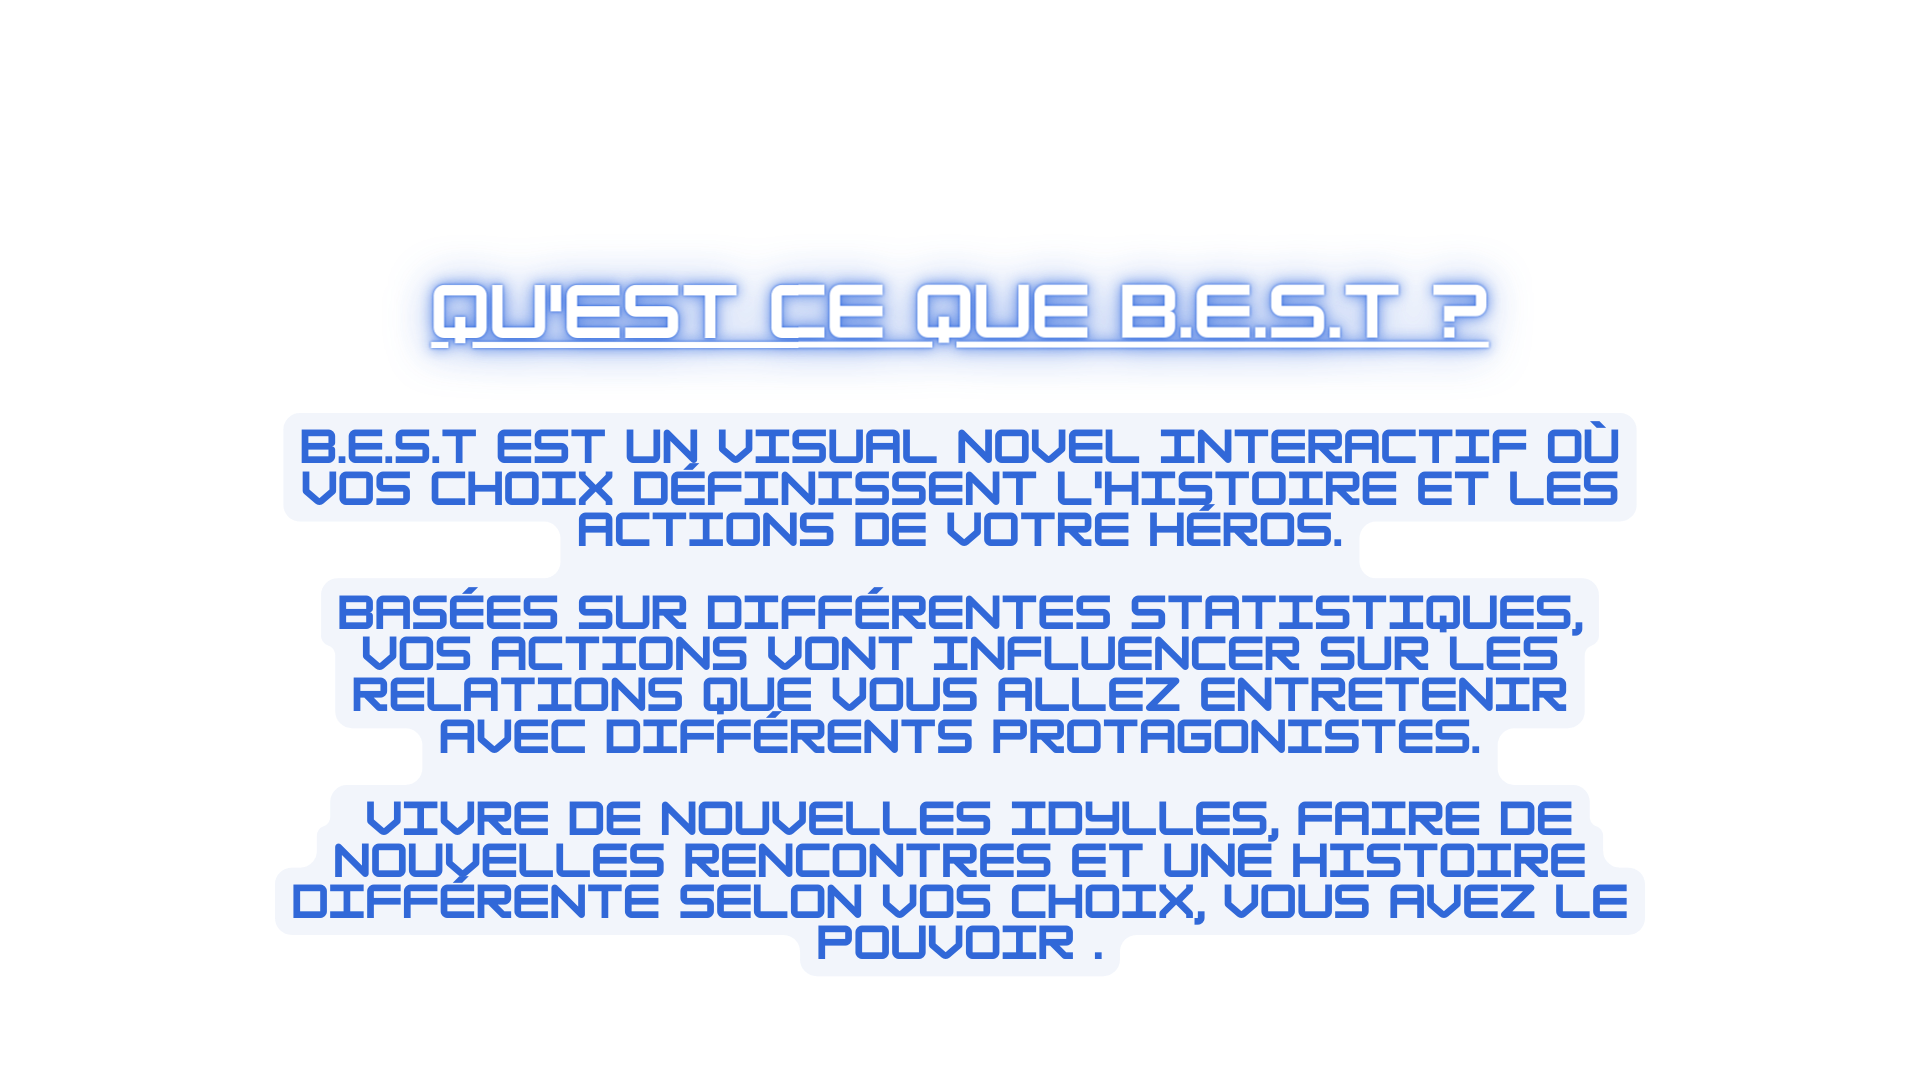 QU'EST CE QUE B.E.S.T ?
B.E.S.T EST UN VISUAL NOVEL INTERACTIF OÙ
VOS CHOIX DÉFINISSENT L'HISTOIRE ET LES
ACTIONS DE VOTRE HÉROS.
BASÉES SUR DIFFÉRENTES STATISTIQUES,
VOS ACTIONS VONT INFLUENCER SUR LES
RELATIONS QUE VOUS ALLEZ ENTRETENIR
AVEC DIFFÉRENTS PROTAGONISTES.
VIVRE DE NOUVELLES IDYLLES, FAIRE DE
NOUVELLES RENCONTRES ET UNE HISTOIRE
DIFFÉRENTE SELON VOS CHOIX, VOUS AVEZ LE
POUVOIR .